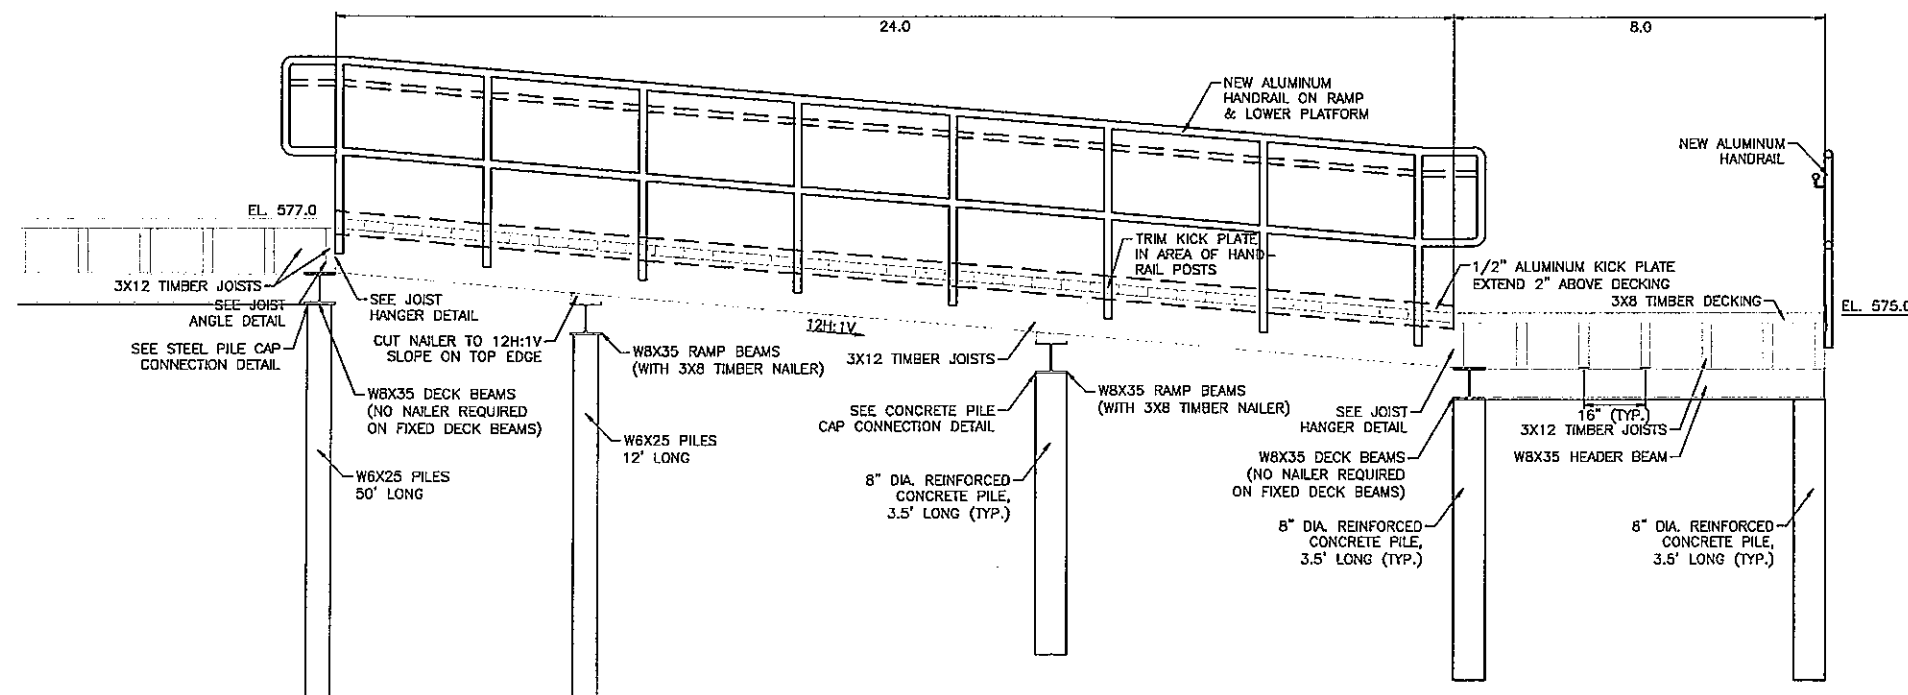 24.0
8.0
NEW ALUMINUM
HANDRAIL ON RAMP
& LOWER PLATFORM
NEW ALUMINUM
HANDRAIL
EL. 577.0
TRIM KICK PLATE
IN AREA OF HAND
RAIL POSTS
1/2" ALUMINUM KICK PLATE
EXTEND 2" ABOVE DECKING
3X8 TIMBER DECKING
EL. 575.0
3X12 TIMBER JOISTS
SEE JOIST
ANGLE DETAIL
SEE JOIST
HANGER DETAIL
CUT NAILER TO 12H:1V
SLOPE ON TOP EDGE
12H:1V
3X12 TIMBER JOISTS
SEE STEEL PILE CAP
CONNECTION DETAIL
W8X35 RAMP BEAMS
(WITH 3X8 TIMBER NAILER)
W8X35 DECK BEAMS
(NO NAILER REQUIRED
ON FIXED DECK BEAMS)
W8X35 RAMP BEAMS
(WITH 3X8 TIMBER NAILER)
SEE CONCRETE PILE
CAP CONNECTION DETAIL
SEE JOIST
HANGER DETAIL
16" (TYP.)
3X12 TIMBER JOISTS
W8X35 HEADER BEAM
W6X25 PILES
12' LONG
W6X25 PILES
50' LONG
8" DIA. REINFORCED
CONCRETE PILE,
3.5' LONG (TYP.)
W8X35 DECK BEAMS
(NO NAILER REQUIRED
ON FIXED DECK BEAMS)
8" DIA. REINFORCED
CONCRETE PILE,
3.5' LONG (TYP.)
8" DIA. REINFORCED
CONCRETE PILE,
3.5' LONG (TYP.)